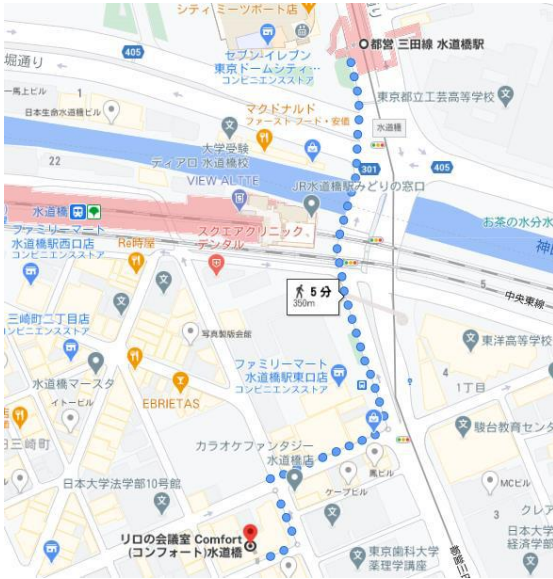 シティ ミーツポート店
都営 三田線 水道橋駅
405
セブン-イレブン
東京ドームシティ…
コンビニエンスストア
堀通り
一馬上ビル
1
日本生命水道橋ビル
マクドナルド
ファースト フード・安価
東京都立工芸高等学校
水道橋
22
大学受験
ディアロ 水道橋校
301
405
VIEW ALTTE
JR水道橋駅みどりの窓口
水道橋
スクエアクリニック
デンタル
お茶の水分水
神田
ファミリーマート
水道橋駅西口店
コンビニエンスストア
Re時屋
5 分
350m
5
中央東線
三崎町二丁目店
コンビニエンスストア
写真製版会館
東洋高等学校
ファミリーマート
水道橋駅東口店
コンビニエンスストア
水道橋マースタ
イトービル
EBRIETAS
4
1丁目
三崎町
カラオケファンタジー
水道橋店
駿台教育セン
日本大学法学部10号館
風ビル
ケープビル
MCビル
3
クレア
リロの会議室 Comfort
(コンフォート)水道橋
東京歯科大学
薬理学講座
日本大学
経済学部